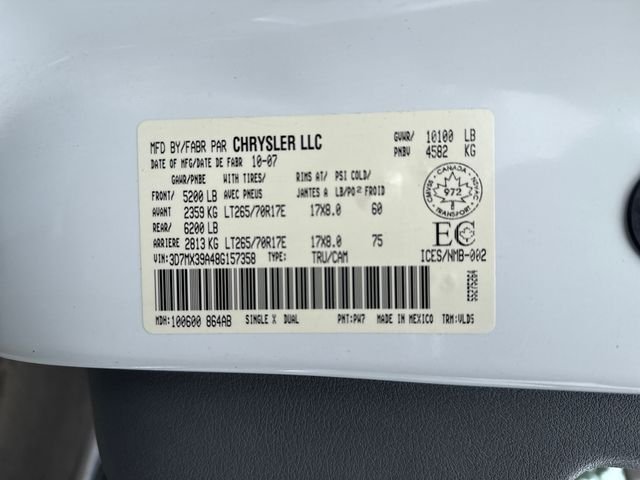 MFD BY/FABR PAR CHRYSLER LLC
DATE OF MFG/DATE DE FABR 10-07
GVWR/ 10100 LB
PNBV 4582 KG
GAWR/PNBE WITH TIRES/ RIMS AT/ PSI COLD/
FRONT/ 5200 LB AVEC PNEUS JANTES A LB/PO² FROID
AVANT 2359 KG LT265/70R17E 17X8.0 60
REAR/ 6200 LB
ARRIERE 2813 KG LT265/70R17E 17X8.0 75
VIN: 3D7MX39A48G157358 TYPE: TRU/CAM
CANADA
972
TRANSPORT
EC
ICES/NMB-002
MDH: 100600 864AB SINGLE X DUAL PNT: PW7 MADE IN MEXICO TRM: VLD5